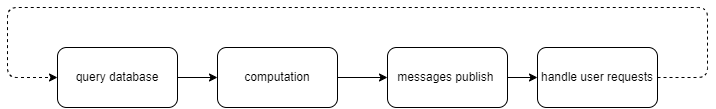 query database
computation
messages publish
handle user requests